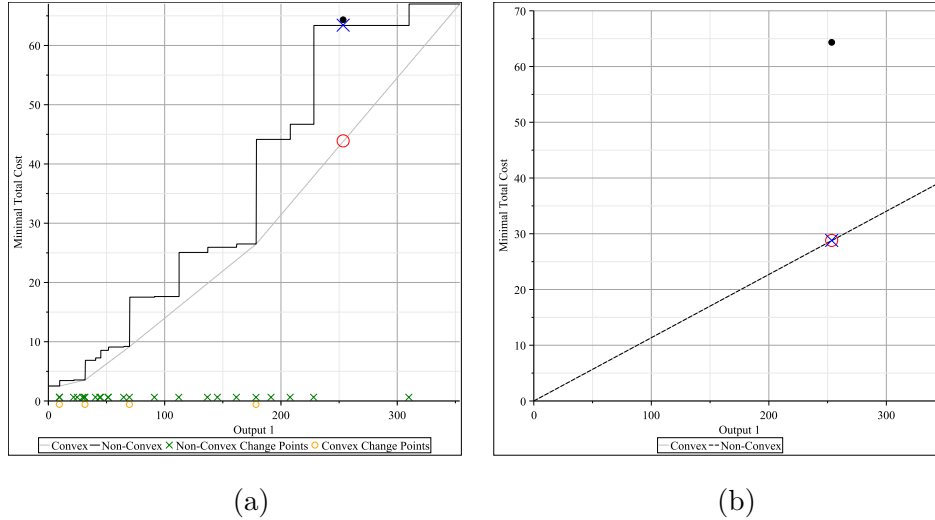 Minimal Total Cost
60
50
40
30
20
10
0
0 100 200 300
Output 1
Convex Non-Convex Non-Convex Change Points Convex Change Points
(a)
Minimal Total Cost
70
60
50
40
30
20
10
0
0 100 200 300
Output 1
Convex Non-Convex
(b)